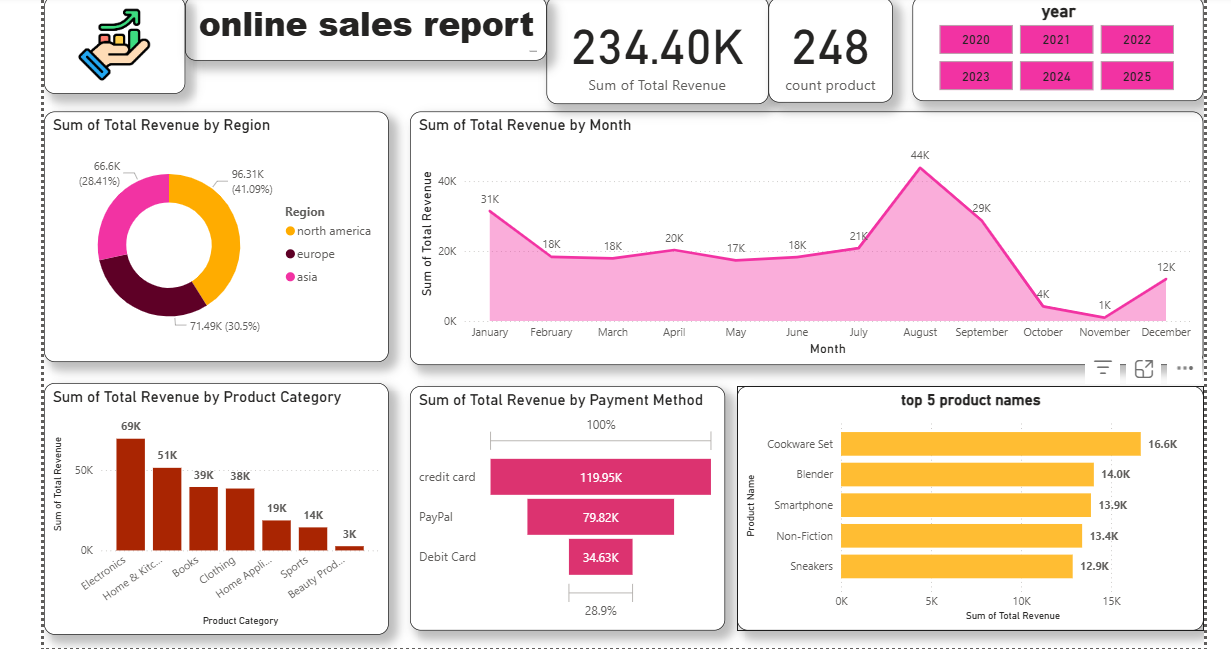 online sales report
234.40K
Sum of Total Revenue
248
count product
year
2020 2021 2022
2023 2024 2025
Sum of Total Revenue by Region
66.6K
(28.41%)
96.31K
(41.09%)
71.49K (30.5%)
Region
north america
europe
asia
Sum of Total Revenue by Month
Sum of Total Revenue
40K
20K
0K
31K 18K 18K 20K 17K 18K 21K 44K 29K 4K 1K 12K
January February March April May June July August September October November December
Month
Sum of Total Revenue by Product Category
Sum of Total Revenue
50K
0K
69K 51K 39K 38K 19K 14K 3K
Electronics Home & Kitc... Books Clothing Home Appli... Sports Beauty Prod...
Product Category
Sum of Total Revenue by Payment Method
100%
credit card 119.95K
PayPal 79.82K
Debit Card 34.63K
28.9%
top 5 product names
Product Name
Cookware Set 16.6K
Blender 14.0K
Smartphone 13.9K
Non-Fiction 13.4K
Sneakers 12.9K
0K 5K 10K 15K
Sum of Total Revenue